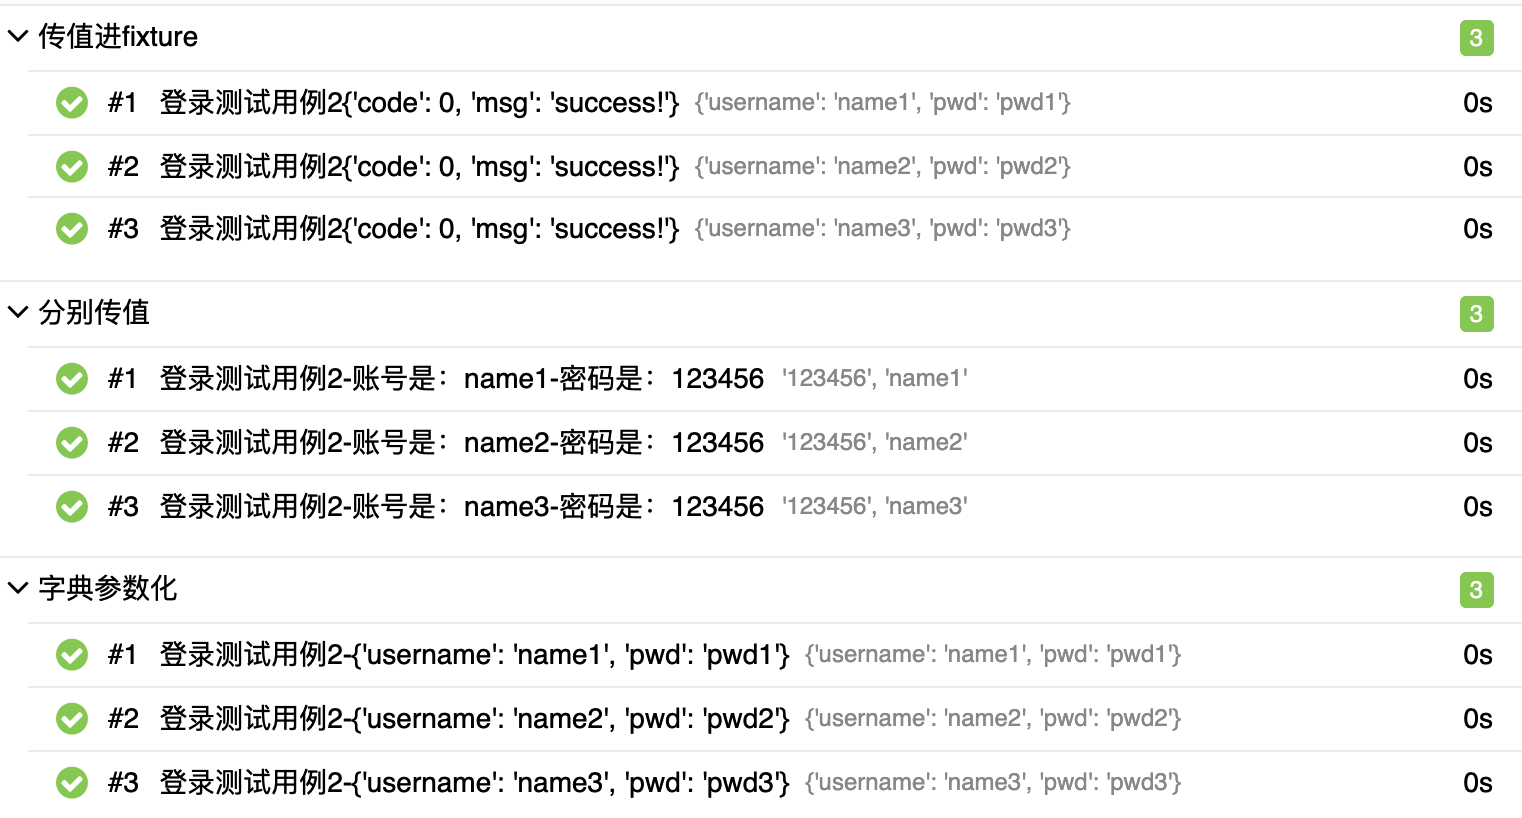 传值进fixture 3
#1 登录测试用例2{'code': 0, 'msg': 'success!'} {'username': 'name1', 'pwd': 'pwd1'} 0s
#2 登录测试用例2{'code': 0, 'msg': 'success!'} {'username': 'name2', 'pwd': 'pwd2'} 0s
#3 登录测试用例2{'code': 0, 'msg': 'success!'} {'username': 'name3', 'pwd': 'pwd3'} 0s
分别传值 3
#1 登录测试用例2-账号是：name1-密码是：123456 '123456', 'name1' 0s
#2 登录测试用例2-账号是：name2-密码是：123456 '123456', 'name2' 0s
#3 登录测试用例2-账号是：name3-密码是：123456 '123456', 'name3' 0s
字典参数化 3
#1 登录测试用例2-{'username': 'name1', 'pwd': 'pwd1'} {'username': 'name1', 'pwd': 'pwd1'} 0s
#2 登录测试用例2-{'username': 'name2', 'pwd': 'pwd2'} {'username': 'name2', 'pwd': 'pwd2'} 0s
#3 登录测试用例2-{'username': 'name3', 'pwd': 'pwd3'} {'username': 'name3', 'pwd': 'pwd3'} 0s